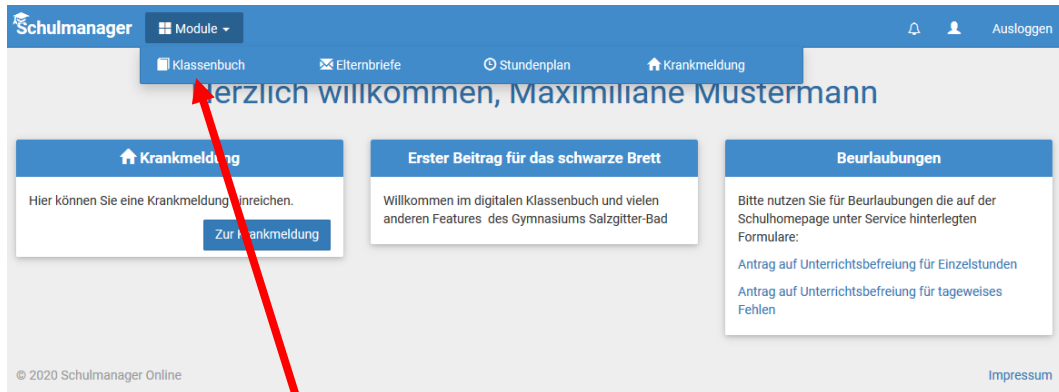 Schulmanager Module Ausloggen
Klassenbuch Elternbriefe Stundenplan Krankmeldung
Herzlich willkommen, Maximiliane Mustermann
Krankmeldung
Hier können Sie eine Krankmeldung einreichen.
Zur Krankmeldung
Erster Beitrag für das schwarze Brett
Willkommen im digitalen Klassenbuch und vielen
anderen Features des Gymnasiums Salzgitter-Bad
Beurlaubungen
Bitte nutzen Sie für Beurlaubungen die auf der
Schulhomepage unter Service hinterlegten
Formulare:
Antrag auf Unterrichtsbefreiung für Einzelstunden
Antrag auf Unterrichtsbefreiung für tageweises
Fehlen
© 2020 Schulmanager Online Impressum